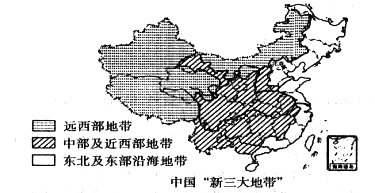 远西部地带
中部及近西部地带
东北及东部沿海地带
中国“新三大地带”